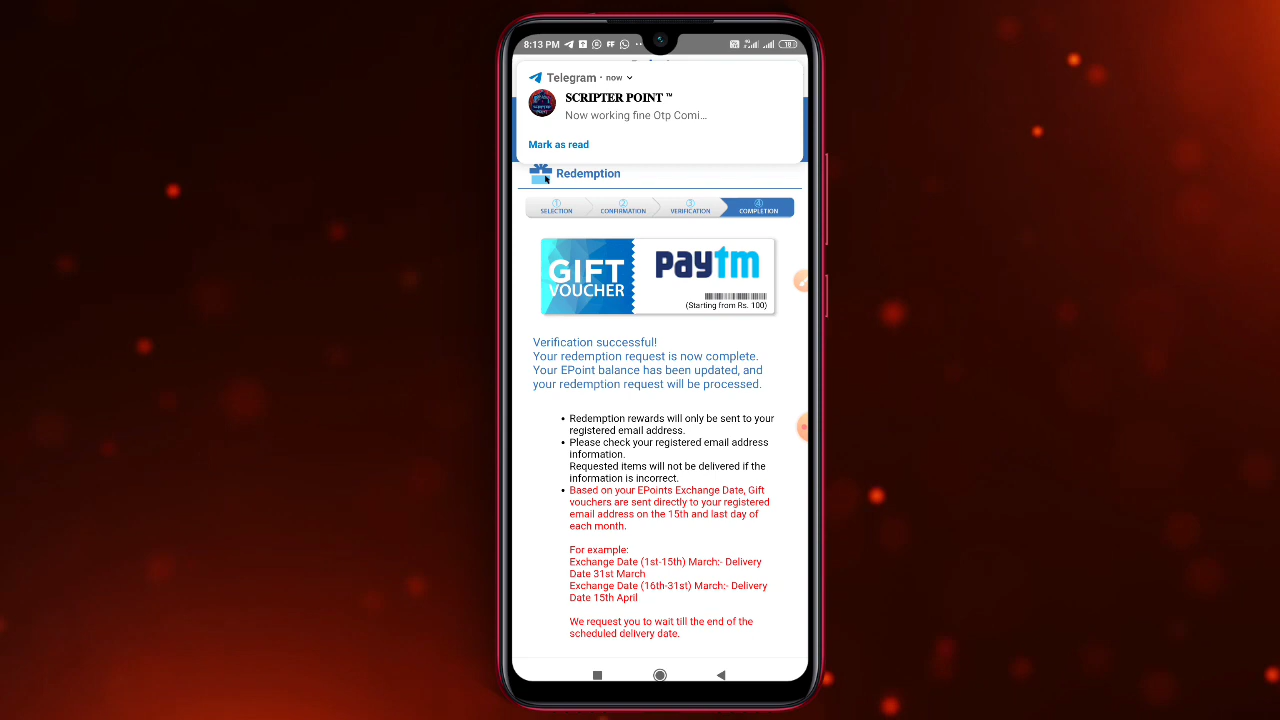 8:13 PM
18
Telegram • now
SCRIPTER POINT ™
Now working fine Otp Comi...
Mark as read
Redemption
1 2 3 4
SELECTION CONFIRMATION VERIFICATION COMPLETION
GIFT
VOUCHER
paytm
(Starting from Rs. 100)
Verification successful!
Your redemption request is now complete.
Your EPoint balance has been updated, and
your redemption request will be processed.
• Redemption rewards will only be sent to your
registered email address.
• Please check your registered email address
information.
Requested items will not be delivered if the
information is incorrect.
• Based on your EPoints Exchange Date, Gift
vouchers are sent directly to your registered
email address on the 15th and last day of
each month.
For example:
Exchange Date (1st-15th) March:- Delivery
Date 31st March
Exchange Date (16th-31st) March:- Delivery
Date 15th April
We request you to wait till the end of the
scheduled delivery date.